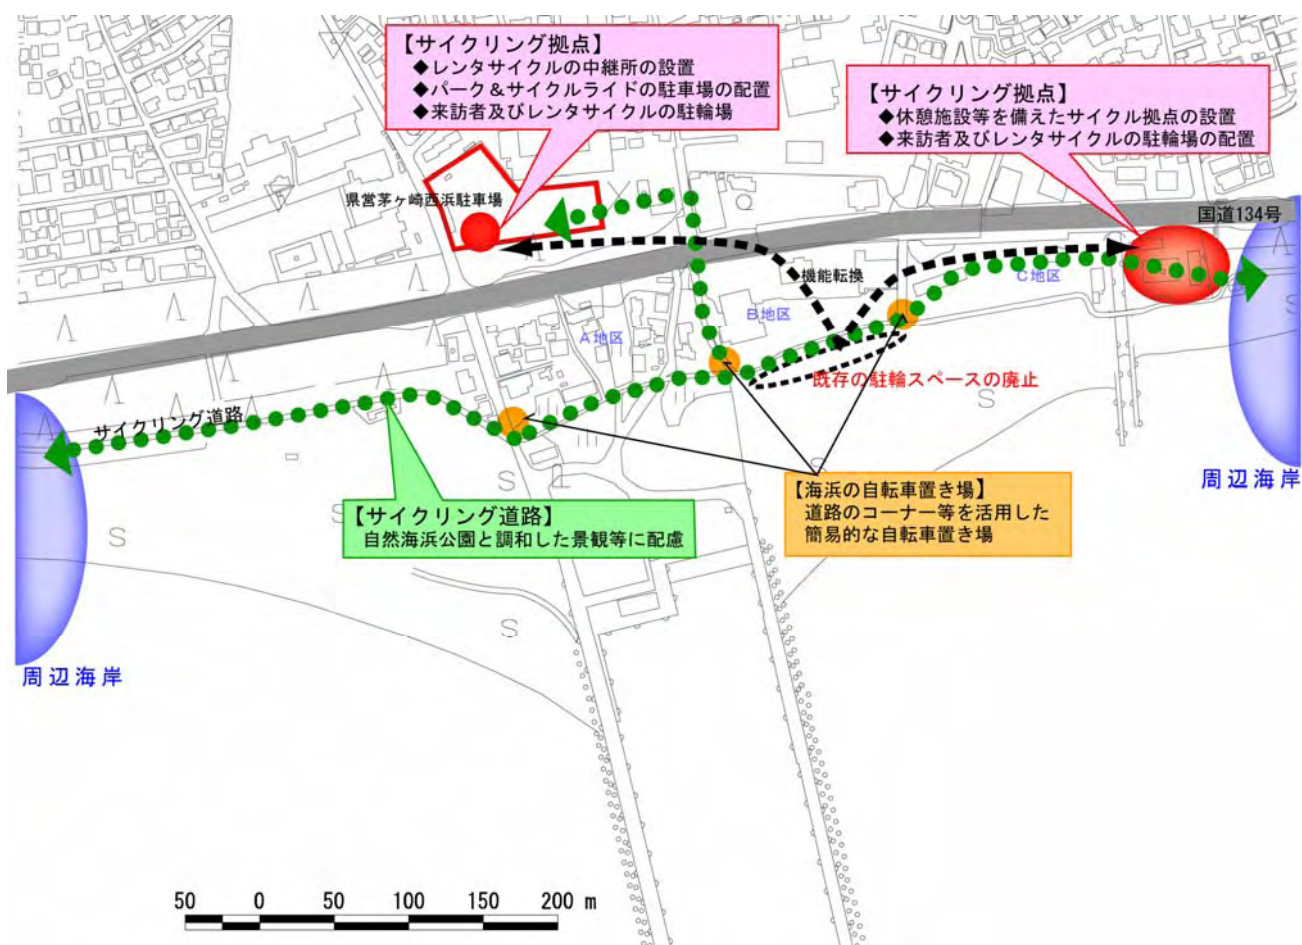 【サイクリング拠点】
◆レンタサイクルの中継所の設置
◆パーク＆サイクルライドの駐車場の配置
◆来訪者及びレンタサイクルの駐輪場
【サイクリング拠点】
◆休憩施設等を備えたサイクル拠点の設置
◆来訪者及びレンタサイクルの駐輪場の配置
県営茅ヶ崎西浜駐車場
国道134号
機能転換
C地区
B地区
A地区
既存の駐輪スペースの廃止
サイクリング道路
周辺海岸
【海浜の自転車置き場】
道路のコーナー等を活用した
簡易的な自転車置き場
【サイクリング道路】
自然海浜公園と調和した景観等に配慮
S
S
S
S
S
S
S
周辺海岸
50 0 50 100 150 200 m